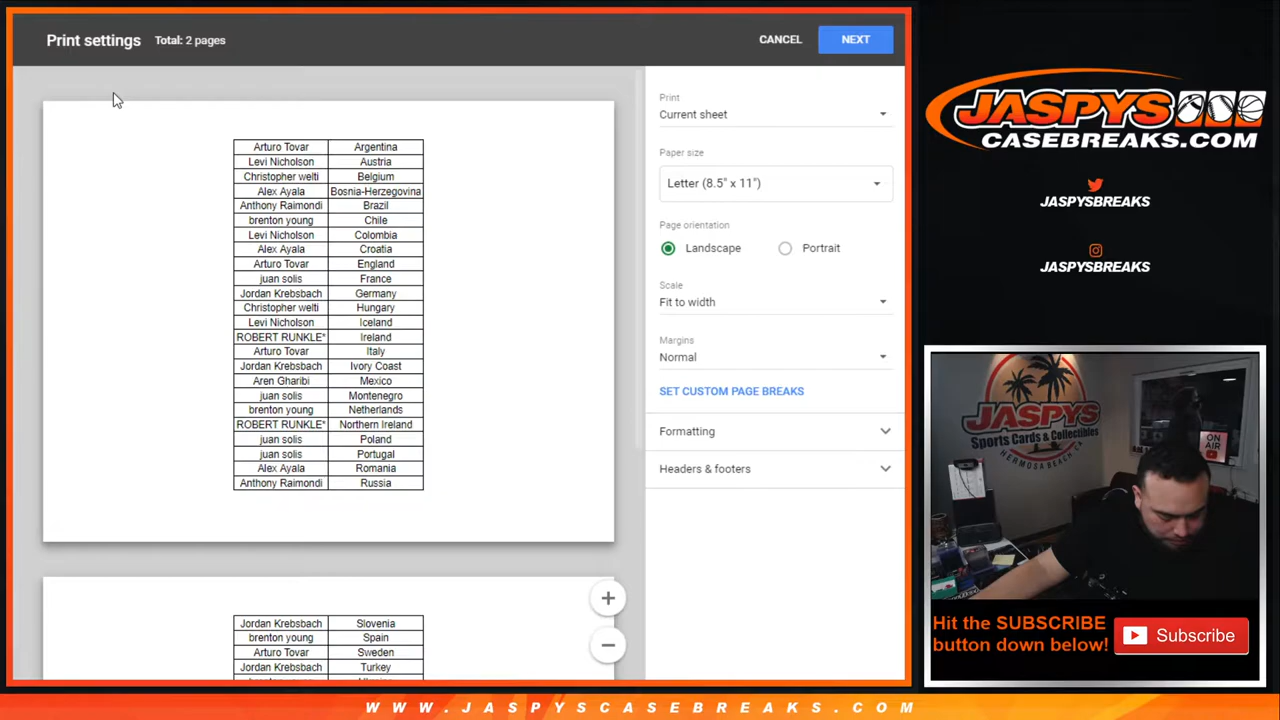 Print settings Total: 2 pages
CANCEL NEXT
Arturo Tovar Argentina
Levi Nicholson Austria
Christopher welti Belgium
Alex Ayala Bosnia-Herzegovina
Anthony Raimondi Brazil
brenton young Chile
Levi Nicholson Colombia
Alex Ayala Croatia
Arturo Tovar England
juan solis France
Jordan Krebsbach Germany
Christopher welti Hungary
Levi Nicholson Iceland
ROBERT RUNKLE* Ireland
Arturo Tovar Italy
Jordan Krebsbach Ivory Coast
Aren Gharibi Mexico
juan solis Montenegro
brenton young Netherlands
ROBERT RUNKLE* Northern Ireland
juan solis Poland
juan solis Portugal
Alex Ayala Romania
Anthony Raimondi Russia
Jordan Krebsbach Slovenia
brenton young Spain
Arturo Tovar Sweden
Jordan Krebsbach Turkey
Print
Current sheet
Paper size
Letter (8.5" x 11")
Page orientation
Landscape Portrait
Scale
Fit to width
Margins
Normal
SET CUSTOM PAGE BREAKS
Formatting
Headers & footers
JASPYS
CASEBREAKS.COM
JASPYSBREAKS
JASPYSBREAKS
JASPYS
Sports Cards & Collectibles
HERMOSA BEACH, CA
ON
AIR
Hit the SUBSCRIBE
button down below!
Subscribe
WWW.JASPYSCASEBREAKS.COM